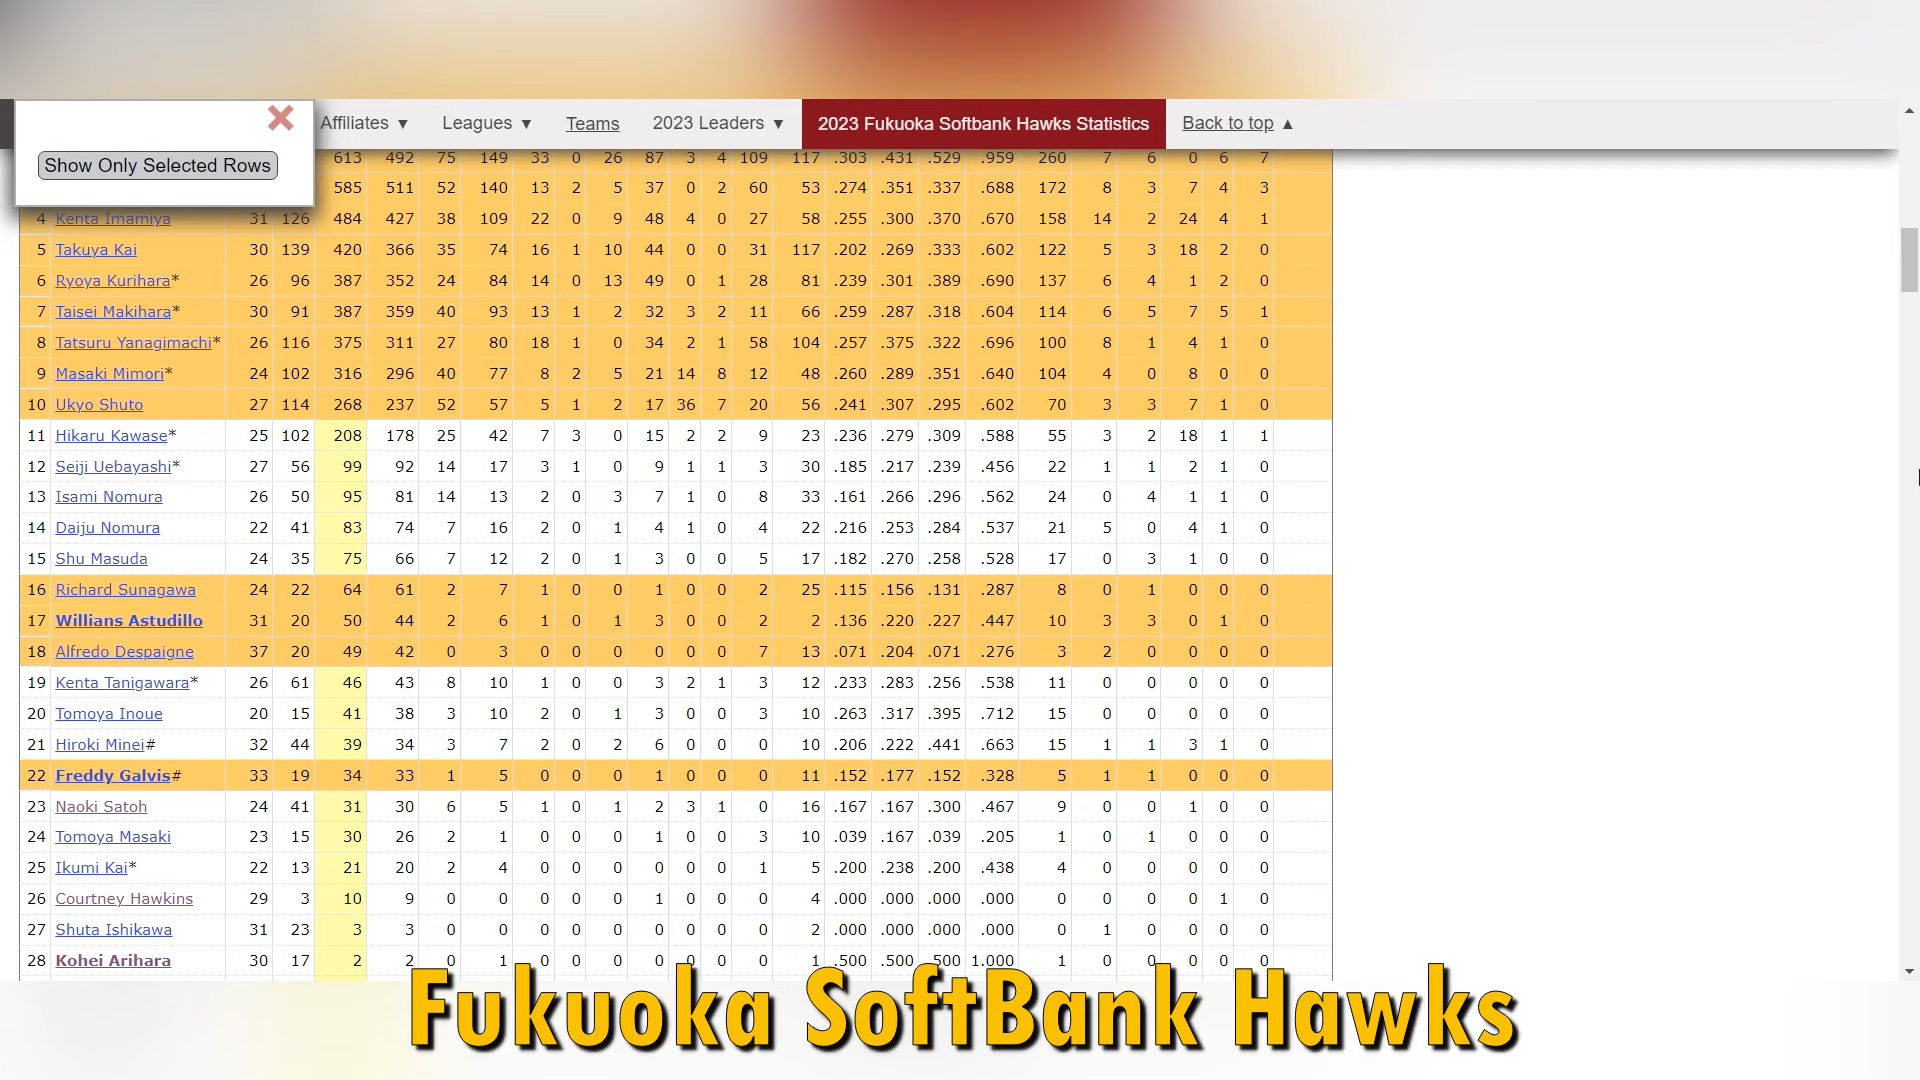 Affiliates ▼ Leagues ▼ Teams 2023 Leaders ▼ 2023 Fukuoka Softbank Hawks Statistics Back to top ▲
Show Only Selected Rows
613 492 75 149 33 0 26 87 3 4 109 117 .303 .431 .529 .959 260 7 6 0 6 7
585 511 52 140 13 2 5 37 0 2 60 53 .274 .351 .337 .688 172 8 3 7 4 3
4 Kenta Imamiya 31 126 484 427 38 109 22 0 9 48 4 0 27 58 .255 .300 .370 .670 158 14 2 24 4 1
5 Takuya Kai 30 139 420 366 35 74 16 1 10 44 0 0 31 117 .202 .269 .333 .602 122 5 3 18 2 0
6 Ryoya Kurihara* 26 96 387 352 24 84 14 0 13 49 0 1 28 81 .239 .301 .389 .690 137 6 4 1 2 0
7 Taisei Makihara* 30 91 387 359 40 93 13 1 2 32 3 2 11 66 .259 .287 .318 .604 114 6 5 7 5 1
8 Tatsuru Yanagimachi* 26 116 375 311 27 80 18 1 0 34 2 1 58 104 .257 .375 .322 .696 100 8 1 4 1 0
9 Masaki Mimori* 24 102 316 296 40 77 8 2 5 21 14 8 12 48 .260 .289 .351 .640 104 4 0 8 0 0
10 Ukyo Shuto 27 114 268 237 52 57 5 1 2 17 36 7 20 56 .241 .307 .295 .602 70 3 3 7 1 0
11 Hikaru Kawase* 25 102 208 178 25 42 7 3 0 15 2 2 9 23 .236 .279 .309 .588 55 3 2 18 1 1
12 Seiji Uebayashi* 27 56 99 92 14 17 3 1 0 9 1 1 3 30 .185 .217 .239 .456 22 1 1 2 1 0
13 Isami Nomura 26 50 95 81 14 13 2 0 3 7 1 0 8 33 .161 .266 .296 .562 24 0 4 1 1 0
14 Daiju Nomura 22 41 83 74 7 16 2 0 1 4 1 0 4 22 .216 .253 .284 .537 21 5 0 4 1 0
15 Shu Masuda 24 35 75 66 7 12 2 0 1 3 0 0 5 17 .182 .270 .258 .528 17 0 3 1 0 0
16 Richard Sunagawa 24 22 64 61 2 7 1 0 0 1 0 0 2 25 .115 .156 .131 .287 8 0 1 0 0 0
17 Willians Astudillo 31 20 50 44 2 6 1 0 1 3 0 0 2 2 .136 .220 .227 .447 10 3 3 0 1 0
18 Alfredo Despaigne 37 20 49 42 0 3 0 0 0 0 0 0 7 13 .071 .204 .071 .276 3 2 0 0 0 0
19 Kenta Tanigawara* 26 61 46 43 8 10 1 0 0 3 2 1 3 12 .233 .283 .256 .538 11 0 0 0 0 0
20 Tomoya Inoue 20 15 41 38 3 10 2 0 1 3 0 0 3 10 .263 .317 .395 .712 15 0 0 0 0 0
21 Hiroki Minei# 32 44 39 34 3 7 2 0 2 6 0 0 0 10 .206 .222 .441 .663 15 1 1 3 1 0
22 Freddy Galvis# 33 19 34 33 1 5 0 0 0 1 0 0 0 11 .152 .177 .152 .328 5 1 1 0 0 0
23 Naoki Satoh 24 41 31 30 6 5 1 0 1 2 3 1 0 16 .167 .167 .300 .467 9 0 0 1 0 0
24 Tomoya Masaki 23 15 30 26 2 1 0 0 0 1 0 0 3 10 .039 .167 .039 .205 1 0 1 0 0 0
25 Ikumi Kai* 22 13 21 20 2 4 0 0 0 0 0 0 1 5 .200 .238 .200 .438 4 0 0 0 0 0
26 Courtney Hawkins 29 3 10 9 0 0 0 0 0 1 0 0 0 4 .000 .000 .000 .000 0 0 0 0 1 0
27 Shuta Ishikawa 31 23 3 3 0 0 0 0 0 0 0 0 0 2 .000 .000 .000 .000 0 1 0 0 0 0
28 Kohei Arihara 30 17 2 2 0 1 0 0 0 0 0 0 0 1 .500 .500 .500 1.000 1 0 0 0 0 0
Fukuoka SoftBank Hawks